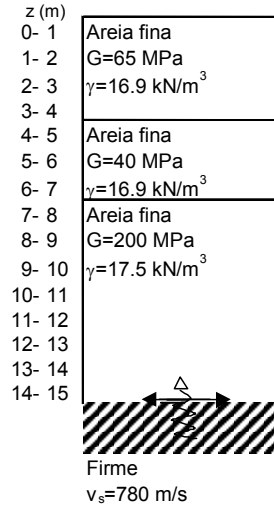 z (m)
0- 1 Areia fina
1- 2 G=65 MPa
2- 3 γ=16.9 kN/m³
3- 4
4- 5 Areia fina
5- 6 G=40 MPa
6- 7 γ=16.9 kN/m³
7- 8 Areia fina
8- 9 G=200 MPa
9- 10 γ=17.5 kN/m³
10- 11
11- 12
12- 13
13- 14
14- 15
Firme
vₛ=780 m/s